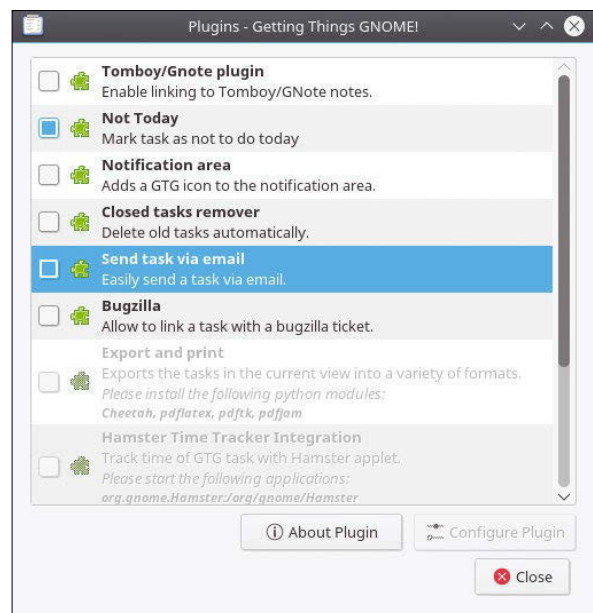 Plugins - Getting Things GNOME!
Tomboy/Gnote plugin
Enable linking to Tomboy/GNote notes.
Not Today
Mark task as not to do today
Notification area
Adds a GTG icon to the notification area.
Closed tasks remover
Delete old tasks automatically.
Send task via email
Easily send a task via email.
Bugzilla
Allow to link a task with a bugzilla ticket.
Export and print
Exports the tasks in the current view into a variety of formats.
Please install the following python modules:
Cheetah, pdflatex, pdftk, pdfjam
Hamster Time Tracker Integration
Track time of GTG task with Hamster applet.
Please start the following applications:
org.gnome.Hamster:/org/gnome/Hamster
About Plugin
Configure Plugin
Close